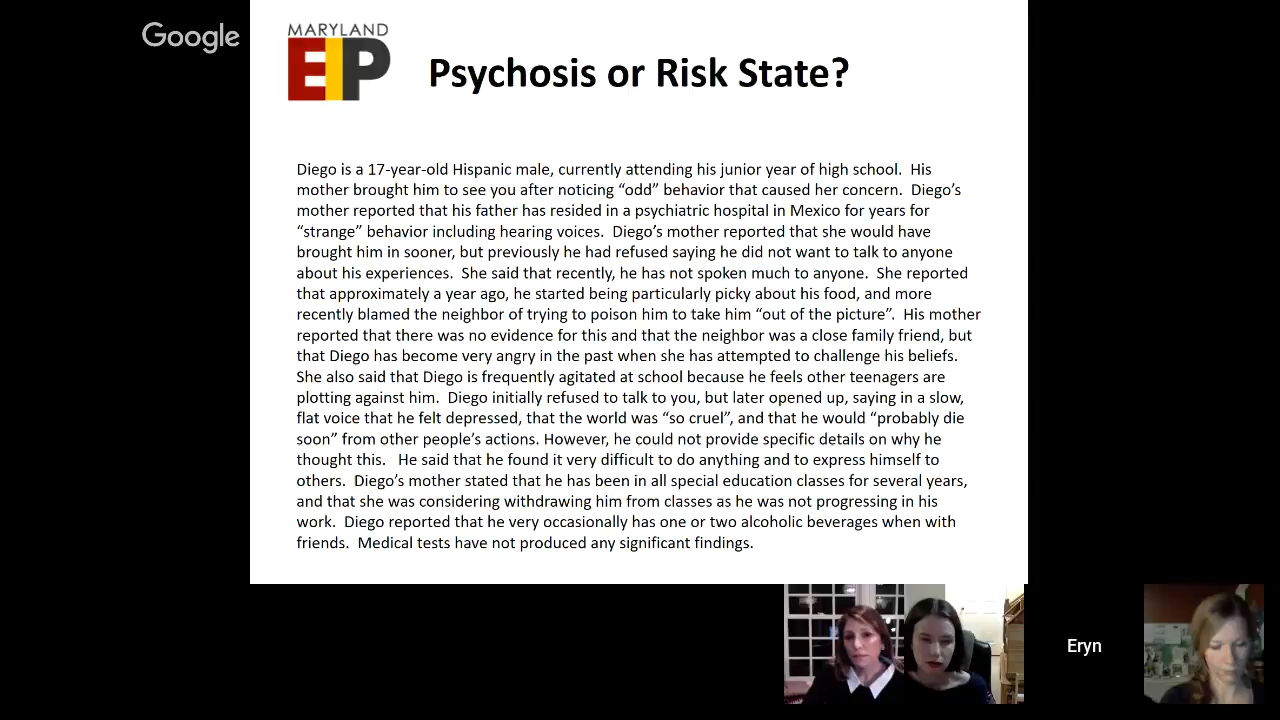 Google
MARYLAND
EIP
Psychosis or Risk State?
Diego is a 17-year-old Hispanic male, currently attending his junior year of high school.  His
mother brought him to see you after noticing “odd” behavior that caused her concern.  Diego’s
mother reported that his father has resided in a psychiatric hospital in Mexico for years for
“strange” behavior including hearing voices.  Diego’s mother reported that she would have
brought him in sooner, but previously he had refused saying he did not want to talk to anyone
about his experiences.  She said that recently, he has not spoken much to anyone.  She reported
that approximately a year ago, he started being particularly picky about his food, and more
recently blamed the neighbor of trying to poison him to take him “out of the picture”.  His mother
reported that there was no evidence for this and that the neighbor was a close family friend, but
that Diego has become very angry in the past when she has attempted to challenge his beliefs.
She also said that Diego is frequently agitated at school because he feels other teenagers are
plotting against him.  Diego initially refused to talk to you, but later opened up, saying in a slow,
flat voice that he felt depressed, that the world was “so cruel”, and that he would “probably die
soon” from other people’s actions. However, he could not provide specific details on why he
thought this.   He said that he found it very difficult to do anything and to express himself to
others.  Diego’s mother stated that he has been in all special education classes for several years,
and that she was considering withdrawing him from classes as he was not progressing in his
work.  Diego reported that he very occasionally has one or two alcoholic beverages when with
friends.  Medical tests have not produced any significant findings.
Eryn